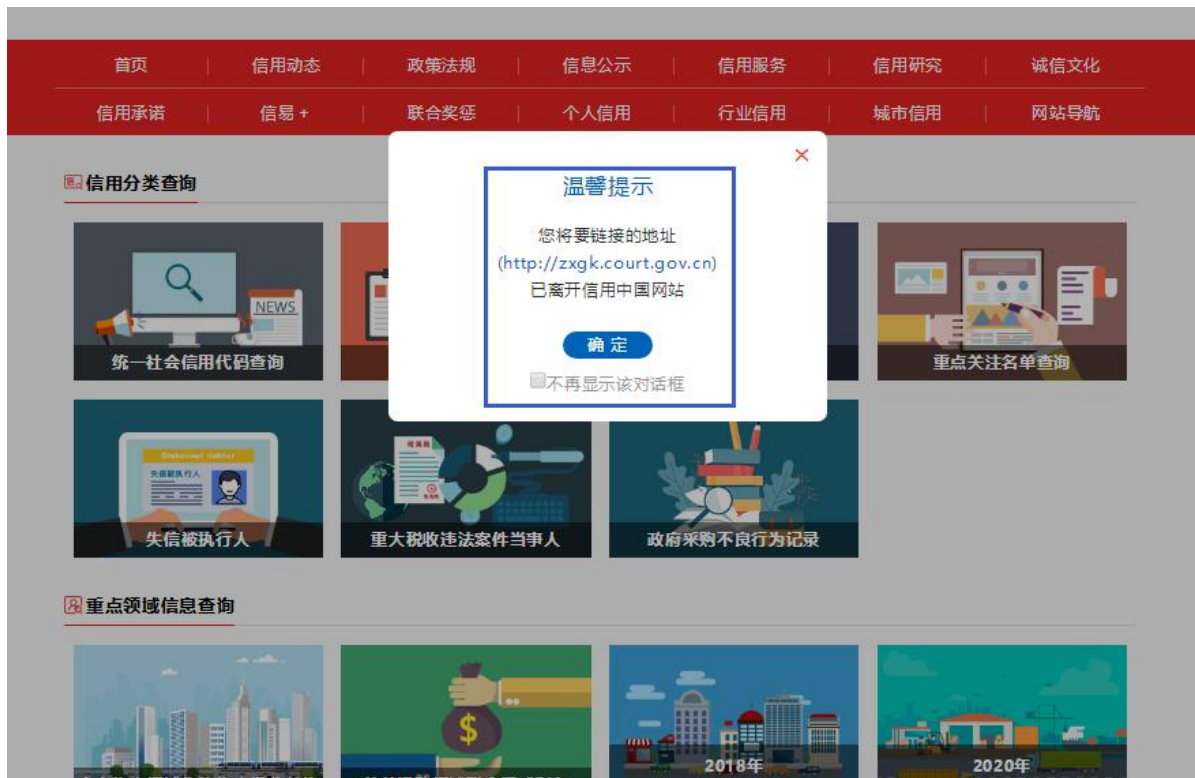 首页
信用动态
政策法规
信息公示
信用服务
信用研究
诚信文化
信用承诺
信易 +
联合奖惩
个人信用
行业信用
城市信用
网站导航
信用分类查询
温馨提示
您将要链接的地址
(http://zxgk.court.gov.cn)
已离开信用中国网站
确 定
不再显示该对话框
NEWS
统一社会信用代码查询
重点关注名单查询
失信被执行人
失信被执行人
重大税收违法案件当事人
政府采购不良行为记录
重点领域信息查询
2018年
2020年